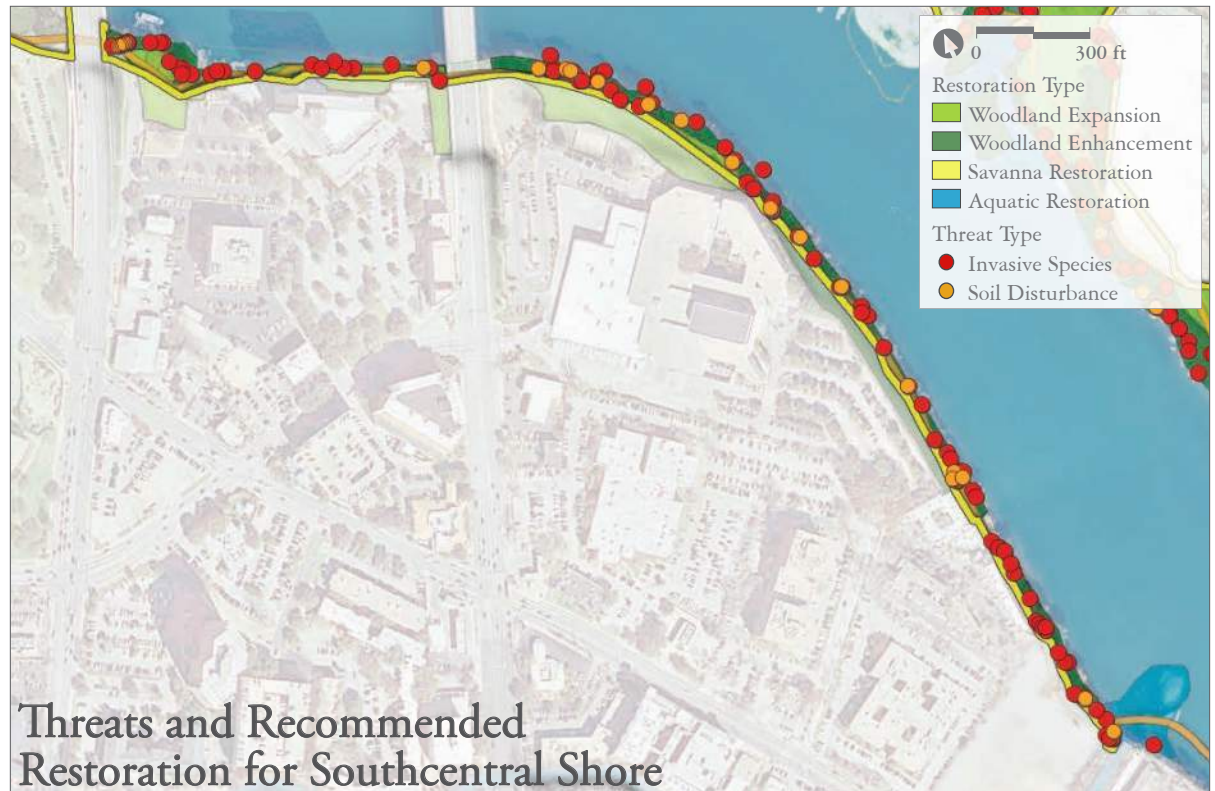 0 300 ft
Restoration Type
Woodland Expansion
Woodland Enhancement
Savanna Restoration
Aquatic Restoration
Threat Type
Invasive Species
Soil Disturbance
Threats and Recommended
Restoration for Southcentral Shore